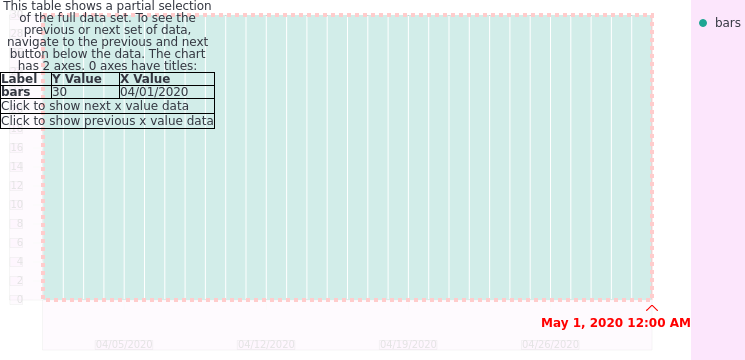 This table shows a partial selection
of the full data set. To see the
previous or next set of data,
navigate to the previous and next
button below the data. The chart
has 2 axes. 0 axes have titles:
Label Y Value X Value
bars 30 04/01/2020
Click to show next x value data
Click to show previous x value data
bars
16
14
12
10
8
6
4
2
0
May 1, 2020 12:00 AM
04/05/2020 04/12/2020 04/19/2020 04/26/2020